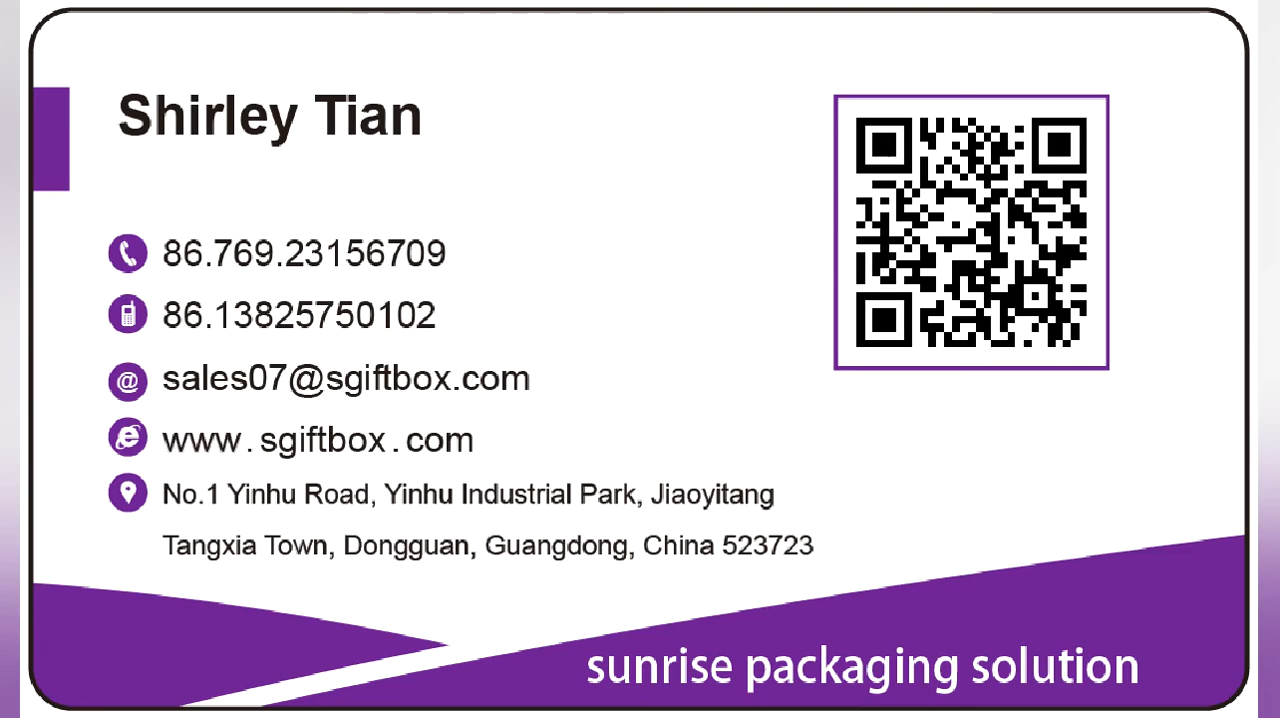 Shirley Tian
86.769.23156709
86.13825750102
sales07@sgiftbox.com
www.sgiftbox.com
No.1 Yinhu Road, Yinhu Industrial Park, Jiaoyitang
Tangxia Town, Dongguan, Guangdong, China 523723
sunrise packaging solution